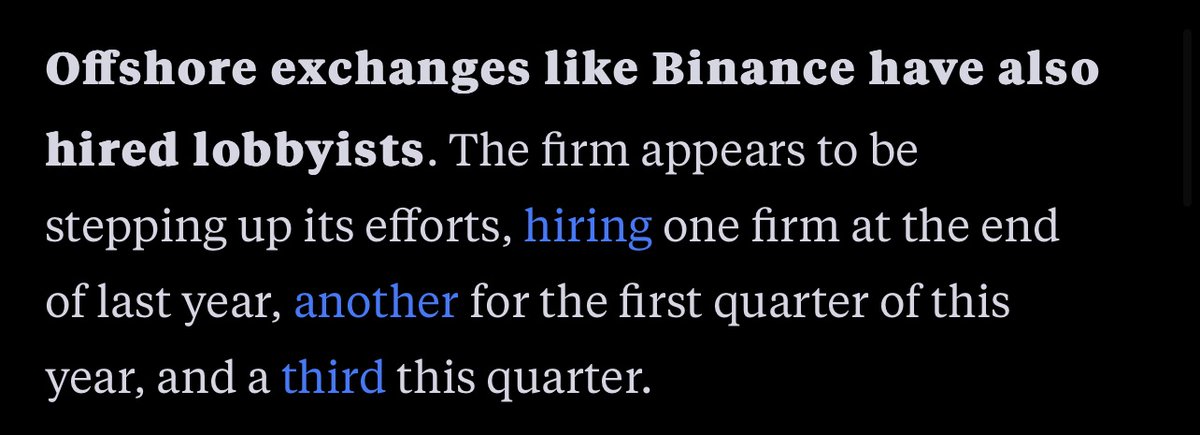 Offshore exchanges like Binance have also
hired lobbyists. The firm appears to be
stepping up its efforts, hiring one firm at the end
of last year, another for the first quarter of this
year, and a third this quarter.